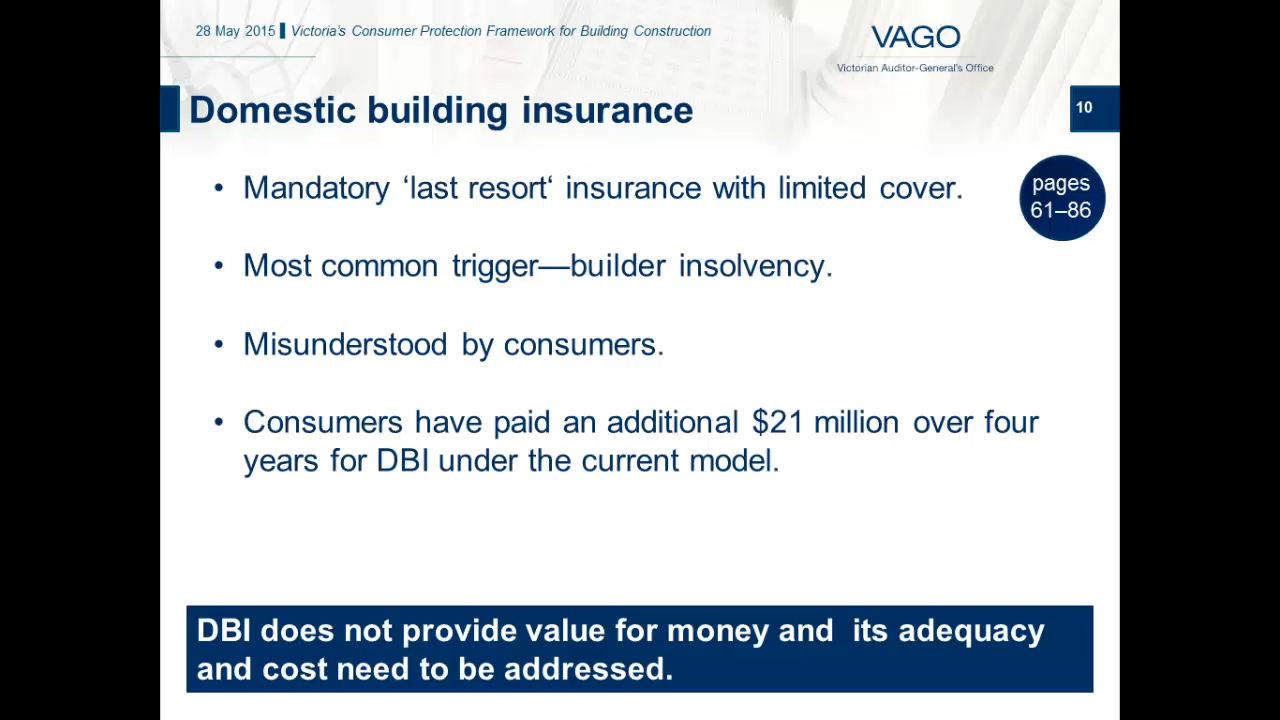 28 May 2015 ▌ Victoria’s Consumer Protection Framework for Building Construction
VAGO
Victorian Auditor-General's Office
Domestic building insurance
10
• Mandatory ‘last resort‘ insurance with limited cover.
pages
61–86
• Most common trigger—builder insolvency.
• Misunderstood by consumers.
• Consumers have paid an additional $21 million over four
years for DBI under the current model.
DBI does not provide value for money and  its adequacy
and cost need to be addressed.